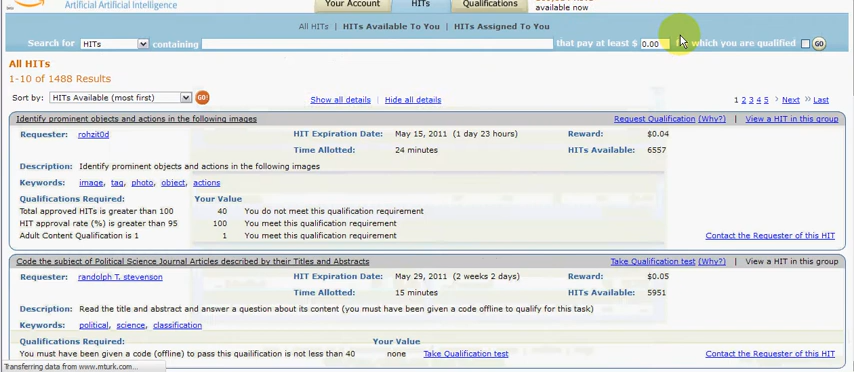 Artificial Artificial Intelligence
Your Account HITs Qualifications
available now
All HITs | HITs Available To You | HITs Assigned To You
Search for HITs containing that pay at least $ 0.00 which you are qualified GO
All HITs
1-10 of 1488 Results
Sort by: HITs Available (most first) GO! Show all details | Hide all details 1 2 3 4 5 > Next >> Last
Identify prominent objects and actions in the following images Request Qualification (Why?) | View a HIT in this group
Requester: rohzit0d HIT Expiration Date: May 15, 2011 (1 day 23 hours) Reward: $0.04
Time Allotted: 24 minutes HITs Available: 6557
Description: Identify prominent objects and actions in the following images
Keywords: image, tag, photo, object, actions
Qualifications Required: Your Value
Total approved HITs is greater than 100 40 You do not meet this qualification requirement
HIT approval rate (%) is greater than 95 100 You meet this qualification requirement
Adult Content Qualification is 1 1 You meet this qualification requirement Contact the Requester of this HIT
Code the subject of Political Science Journal Articles described by their Titles and Abstracts Take Qualification test (Why?) | View a HIT in this group
Requester: randolph T. stevenson HIT Expiration Date: May 29, 2011 (2 weeks 2 days) Reward: $0.05
Time Allotted: 15 minutes HITs Available: 5951
Description: Read the title and abstract and answer a question about its content (you must have been given a code offline to qualify for this task)
Keywords: political, science, classification
Qualifications Required: Your Value
You must have been given a code (offline) to pass this quailification is not less than 40 none Take Qualification test Contact the Requester of this HIT
Transferring data from www.mturk.com...